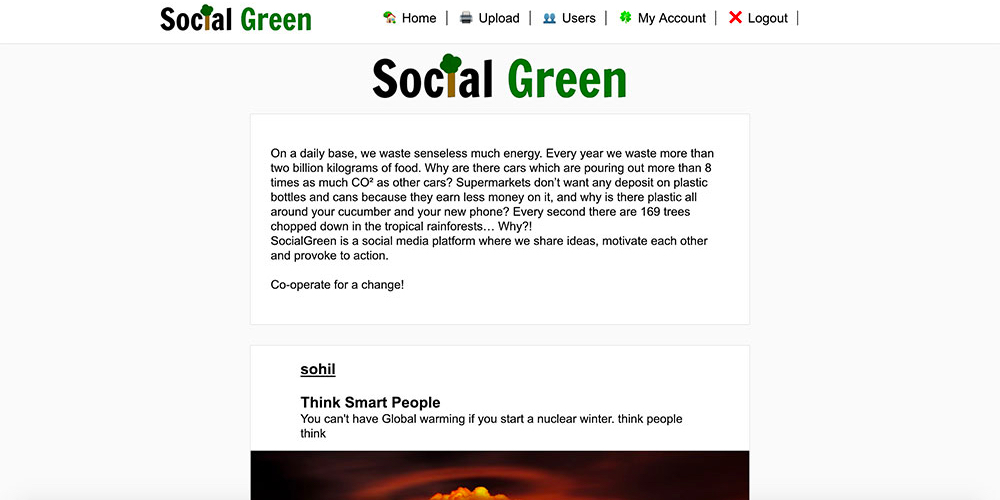 Social Green
Home | Upload | Users | My Account | Logout |
Social Green
On a daily base, we waste senseless much energy. Every year we waste more than
two billion kilograms of food. Why are there cars which are pouring out more than 8
times as much CO² as other cars? Supermarkets don’t want any deposit on plastic
bottles and cans because they earn less money on it, and why is there plastic all
around your cucumber and your new phone? Every second there are 169 trees
chopped down in the tropical rainforests… Why?!
SocialGreen is a social media platform where we share ideas, motivate each other
and provoke to action.
Co-operate for a change!
sohil
Think Smart People
You can't have Global warming if you start a nuclear winter. think people
think